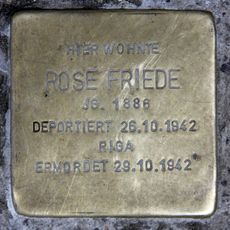 HIER WOHNTE
ROSE FRIEDE
JG. 1886
DEPORTIERT 26.10.1942
RIGA
ERMORDET 29.10.1942